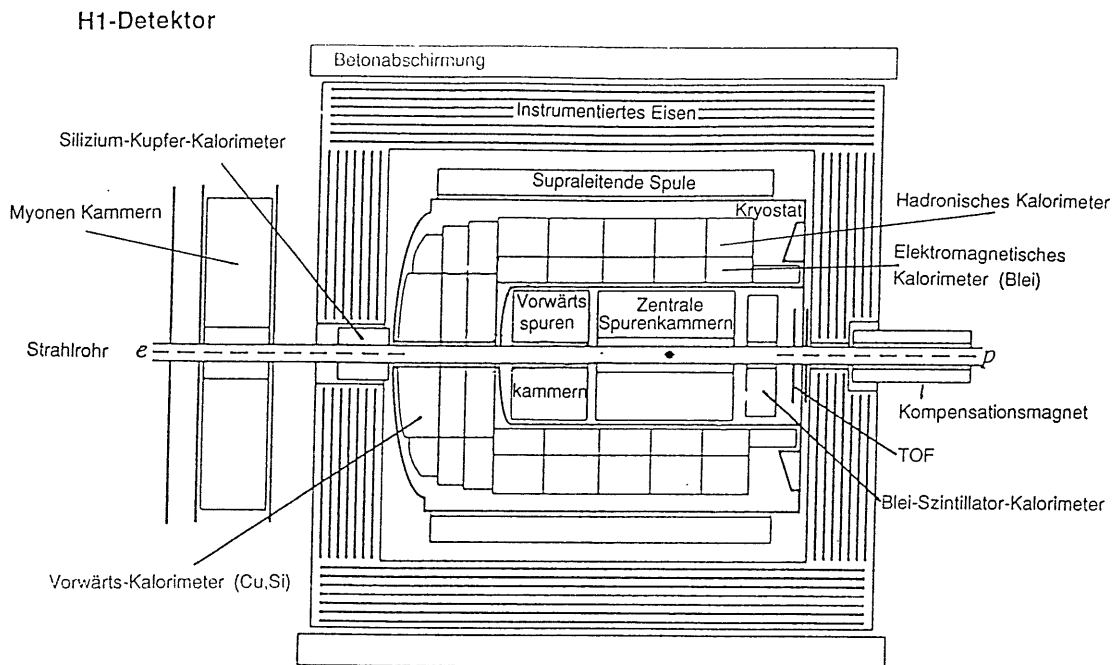 H1-Detektor
Betonabschirmung
Instrumentiertes Eisen
Silizium-Kupfer-Kalorimeter
Supraleitende Spule
Myonen Kammern
Kryostat
Hadronisches Kalorimeter
Elektromagnetisches
Kalorimeter (Blei)
Vorwärts
spuren
Zentrale
Spurenkammern
Strahlrohr
e
p
kammern
Kompensationsmagnet
TOF
Blei-Szintillator-Kalorimeter
Vorwärts-Kalorimeter (Cu,Si)